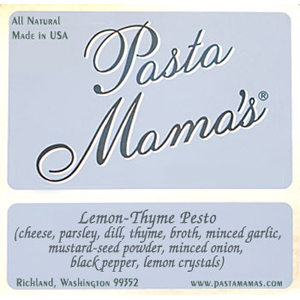 All Natural
Made in USA
Pasta
Mama's®
Lemon-Thyme Pesto
(cheese, parsley, dill, thyme, broth, minced garlic,
mustard-seed powder, minced onion,
black pepper, lemon crystals)
Richland, Washington 99352
www.pastamamas.com